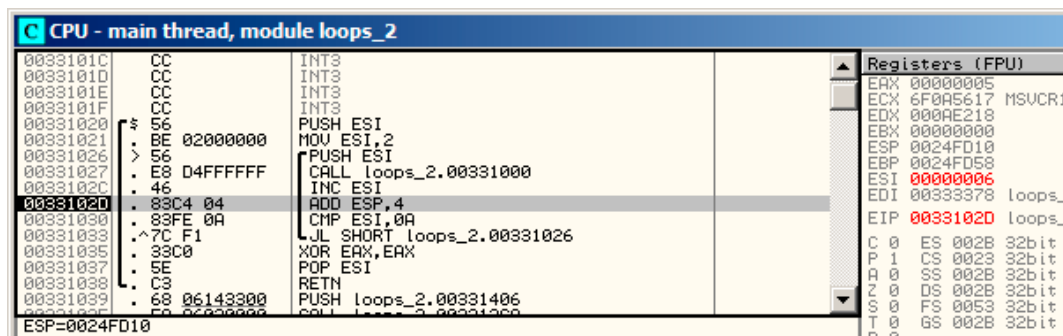 C CPU - main thread, module loops_2
0033101C CC INT3
0033101D CC INT3
0033101E CC INT3
0033101F CC INT3
00331020 $ 56 PUSH ESI
00331021 . BE 02000000 MOV ESI,2
00331026 > 56 PUSH ESI
00331027 . E8 D4FFFFFF CALL loops_2.00331000
0033102C . 46 INC ESI
0033102D . 83C4 04 ADD ESP,4
00331030 . 83FE 0A CMP ESI,0A
00331033 .^7C F1 JL SHORT loops_2.00331026
00331035 . 33C0 XOR EAX,EAX
00331037 . 5E POP ESI
00331038 . C3 RETN
00331039 . 68 06143300 PUSH loops_2.00331406
ESP=0024FD10
Registers (FPU)
EAX 00000005
ECX 6F0A5617 MSVCR1
EDX 000AE218
EBX 00000000
ESP 0024FD10
EBP 0024FD58
ESI 00000006
EDI 00333378 loops_
EIP 0033102D loops_
C 0 ES 002B 32bit
P 1 CS 0023 32bit
A 0 SS 002B 32bit
Z 0 DS 002B 32bit
S 0 FS 0053 32bit
T 0 GS 002B 32bit